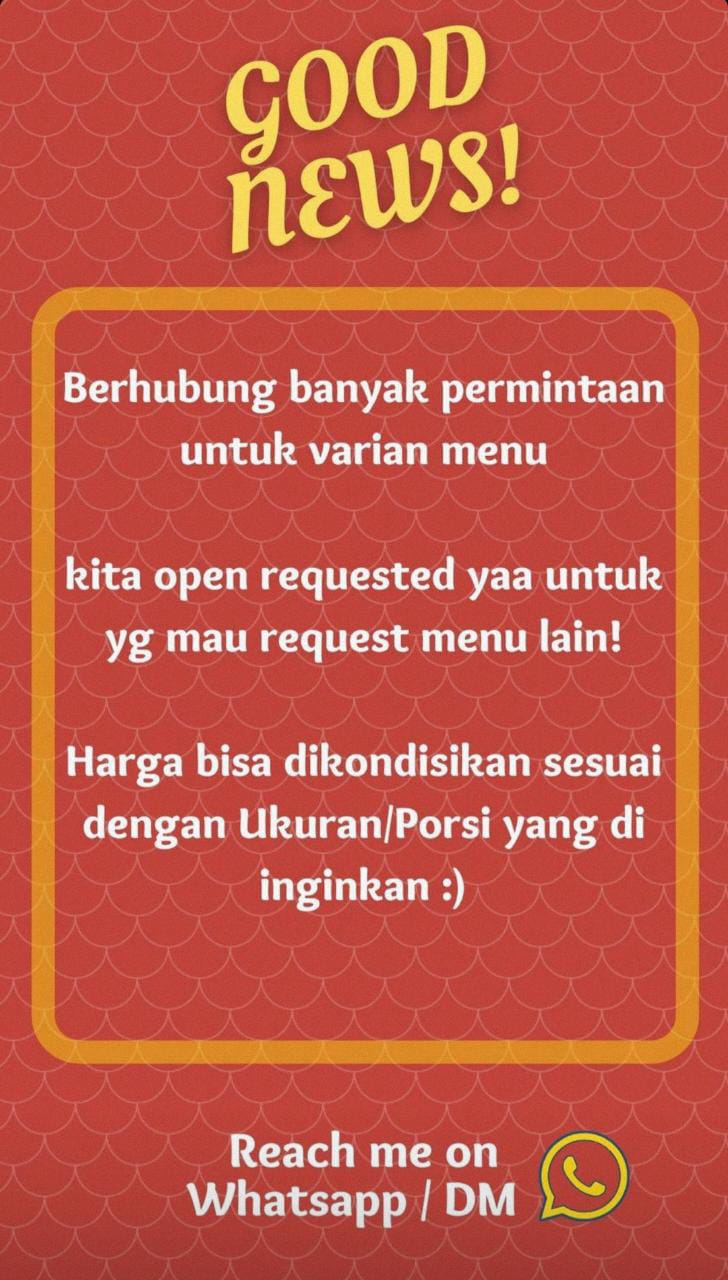 GOOD
NEWS!
Berhubung banyak permintaan
untuk varian menu
kita open requested yaa untuk
yg mau request menu lain!
Harga bisa dikondisikan sesuai
dengan Ukuran/Porsi yang di
inginkan :)
Reach me on
Whatsapp / DM